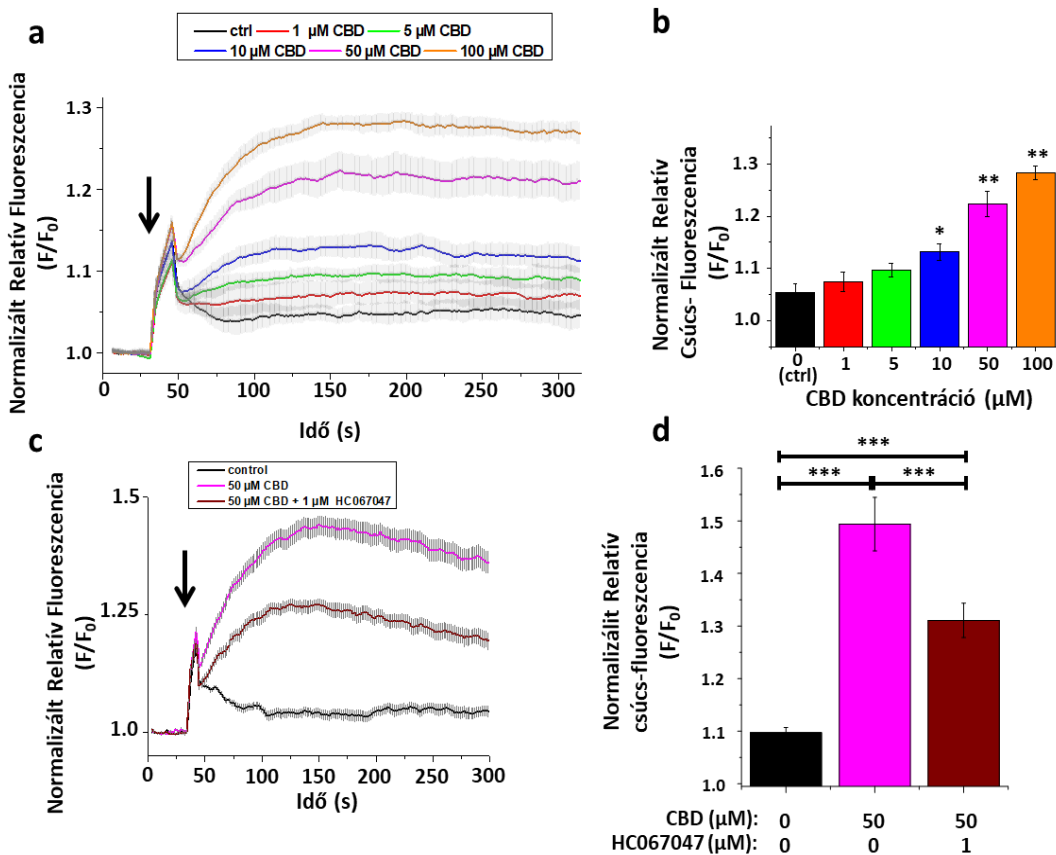 a
ctrl 1 µM CBD 5 µM CBD
10 µM CBD 50 µM CBD 100 µM CBD
Normalizált Relatív Fluoreszcencia
(F/F0)
1.3
1.2
1.1
1.0
0 50 100 150 200 250 300
Idő (s)
b
Normalizált Relatív
Csúcs- Fluoreszcencia
(F/F0)
1.3
1.2
1.1
1.0
* ** **
0 1 5 10 50 100
(ctrl)
CBD koncentráció (µM)
c
control
50 µM CBD
50 µM CBD + 1 µM HC067047
Normalizált Relatív Fluoreszcencia
(F/F0)
1.5
1.25
1.0
0 50 100 150 200 250 300
Idő (s)
d
***
*** ***
Normalizálit Relatív
csúcs-fluoreszcencia
(F/F0)
1.6
1.5
1.4
1.3
1.2
1.1
1.0
CBD (µM): 0 50 50
HC067047 (µM): 0 0 1